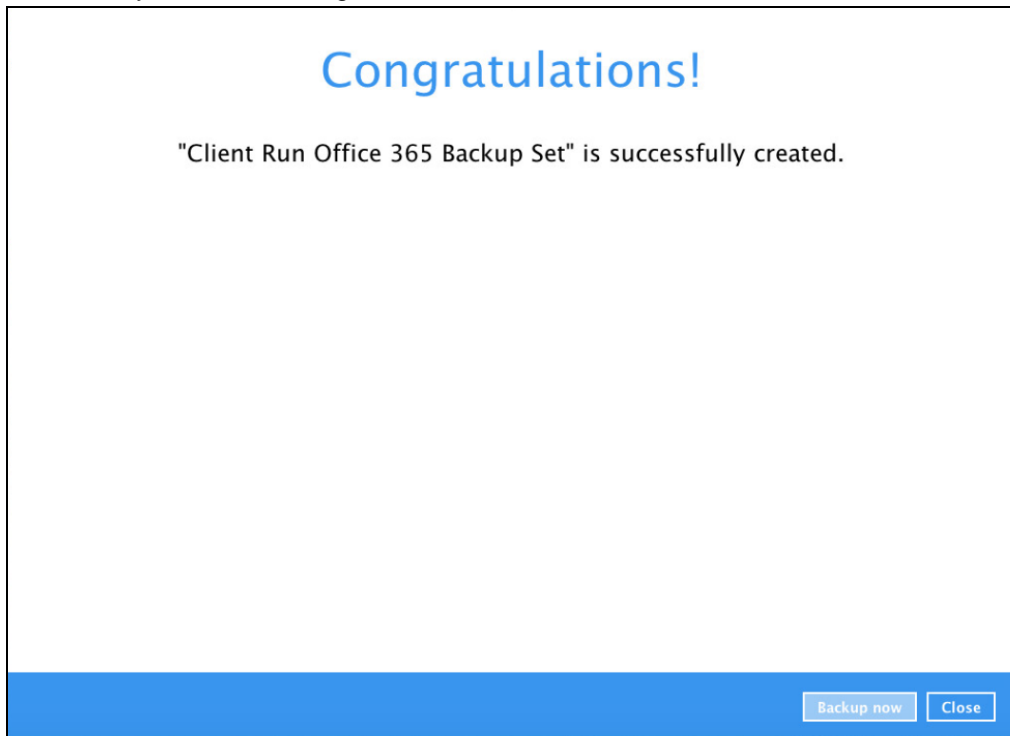 Congratulations!
"Client Run Office 365 Backup Set" is successfully created.
Backup now
Close